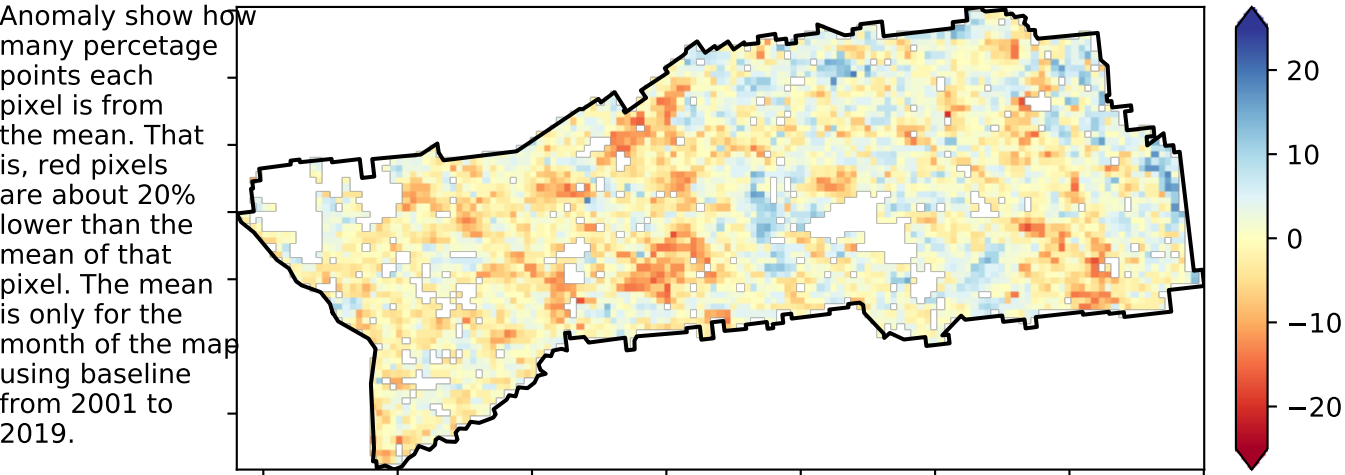 Anomaly show how
many percetage
points each
pixel is from
the mean. That
is, red pixels
are about 20%
lower than the
mean of that
pixel. The mean
is only for the
month of the map
using baseline
from 2001 to
2019.
20
10
0
−10
−20